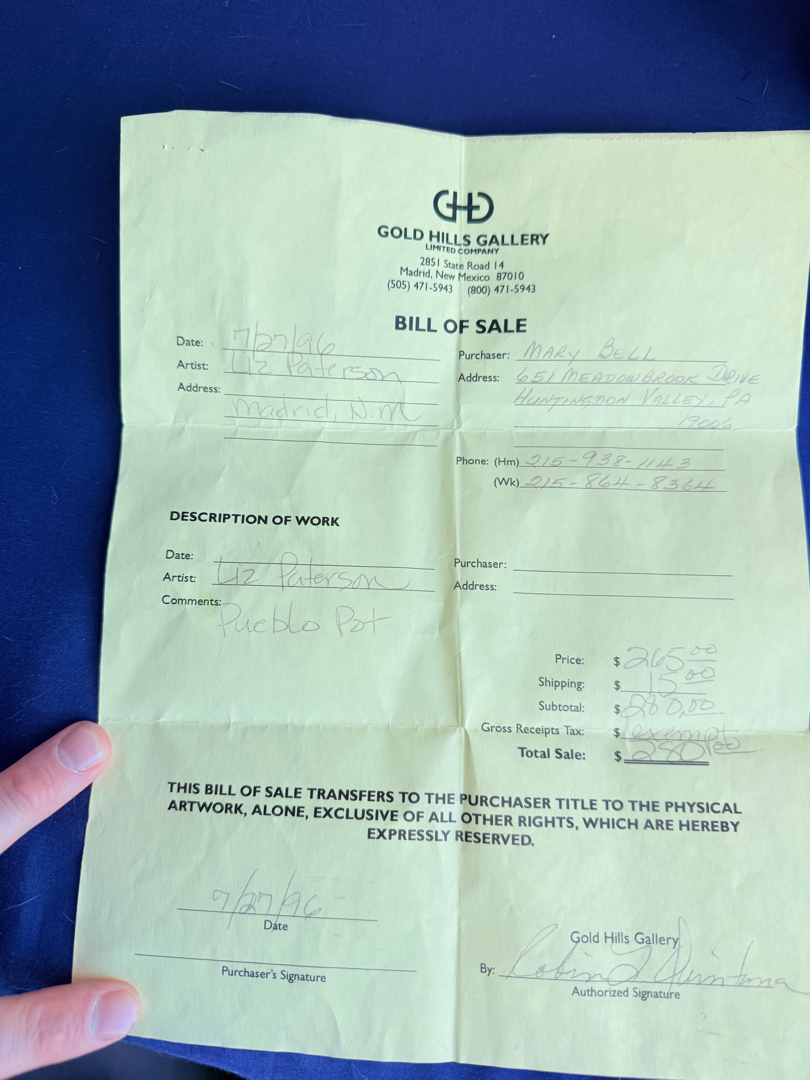 GHG
GOLD HILLS GALLERY
LIMITED COMPANY
2851 State Road 14
Madrid, New Mexico 87010
(505) 471-5943 (800) 471-5943
BILL OF SALE
Date: 7/27/96
Artist: Liz Paterson
Address:
Madrid, N.M
Purchaser: MARY BELL
Address: 651 MEADOWBROOK DRIVE
HUNTINGDON VALLEY, PA
19006
Phone: (Hm) 215-938-1143
(Wk) 215-864-8364
DESCRIPTION OF WORK
Date:
Artist: Liz Paterson
Comments:
Pueblo Pot
Purchaser:
Address:
Price: $ 265.00
Shipping: $ 15.00
Subtotal: $ 280.00
Gross Receipts Tax: $ exempt
Total Sale: $ 280.00
THIS BILL OF SALE TRANSFERS TO THE PURCHASER TITLE TO THE PHYSICAL
ARTWORK, ALONE, EXCLUSIVE OF ALL OTHER RIGHTS, WHICH ARE HEREBY
EXPRESSLY RESERVED.
7/27/96
Date
Purchaser's Signature
Gold Hills Gallery
By: Robin Quintana
Authorized Signature